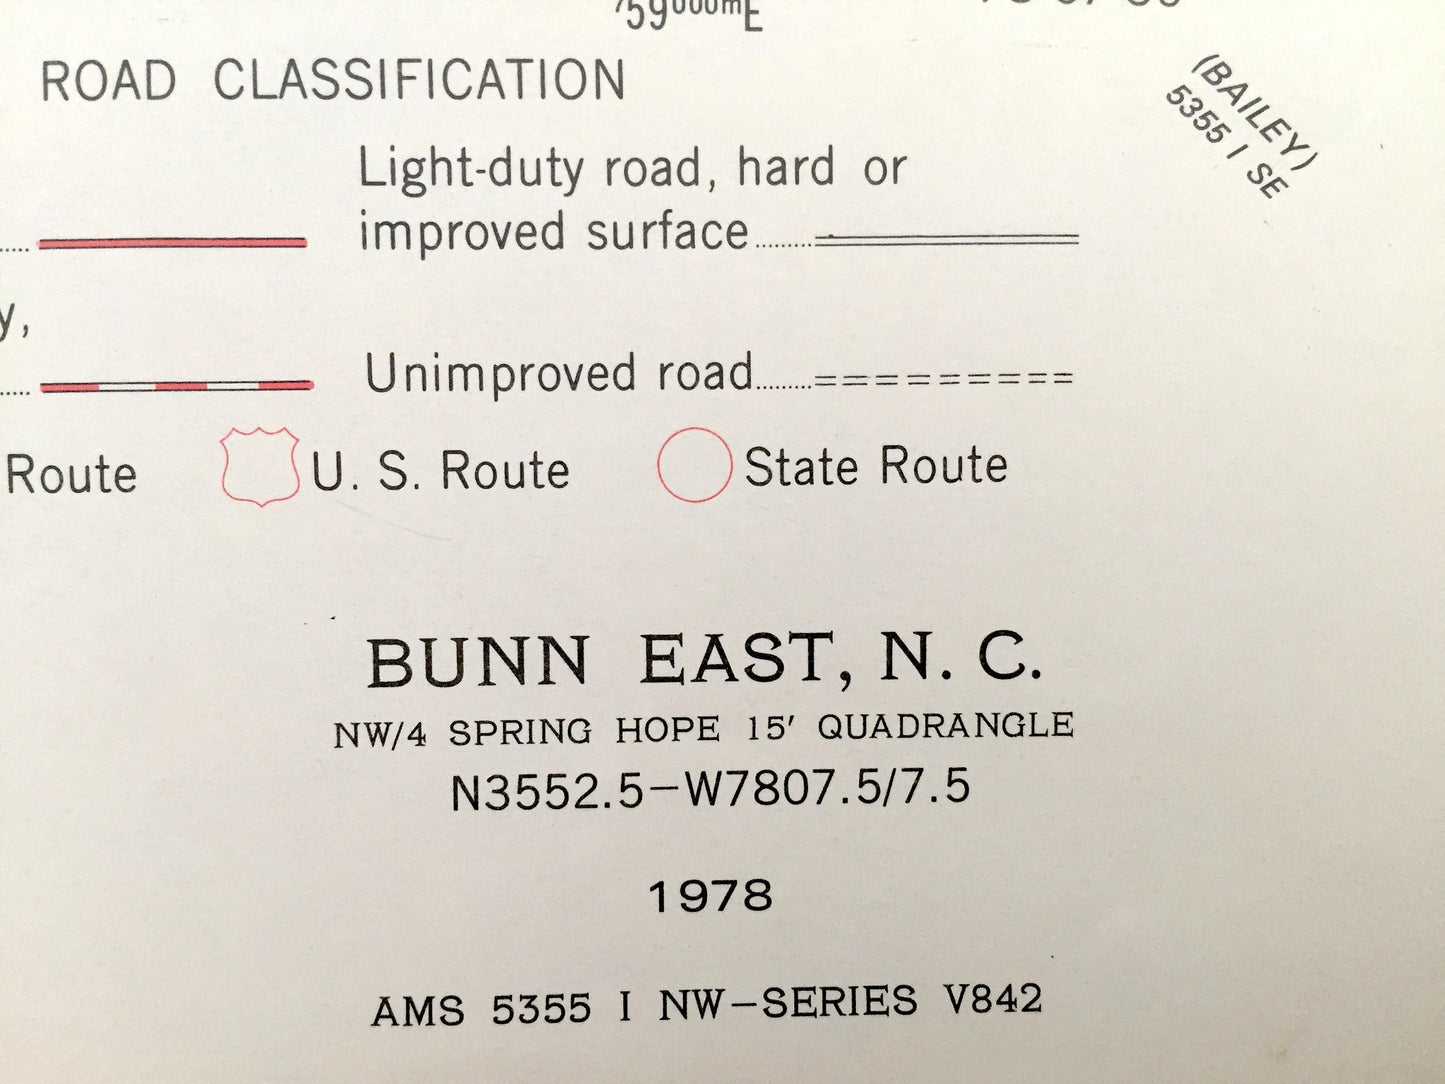 759000mE
ROAD CLASSIFICATION
(BAILEY)
5355 I SE
Light-duty road, hard or
improved surface
y,
Unimproved road
Route
U. S. Route
State Route
BUNN EAST, N. C.
NW/4 SPRING HOPE 15' QUADRANGLE
N3552.5–W7807.5/7.5
1978
AMS 5355 I NW–SERIES V842